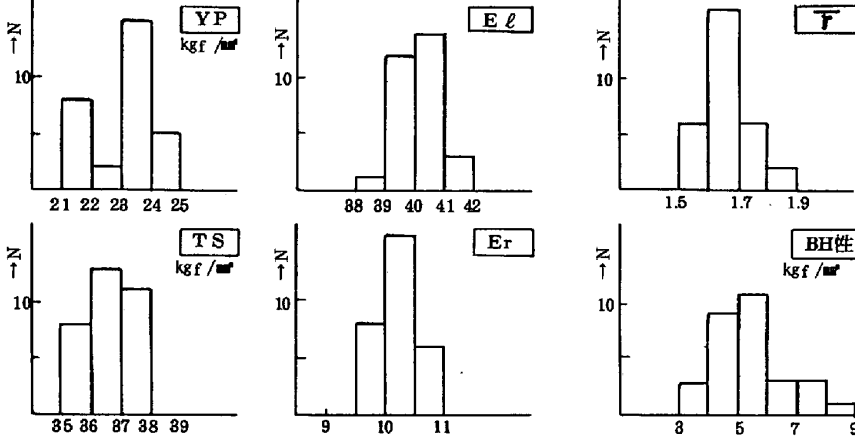 YP
kgf/mm²
↑N
10
21 22 23 24 25
El
↑N
10
38 39 40 41 42
r̄
↑N
10
1.5 1.7 1.9
TS
kgf/mm²
↑N
10
35 36 37 38 39
Er
↑N
10
9 10 11
BH性
kgf/mm²
↑N
10
3 5 7 9